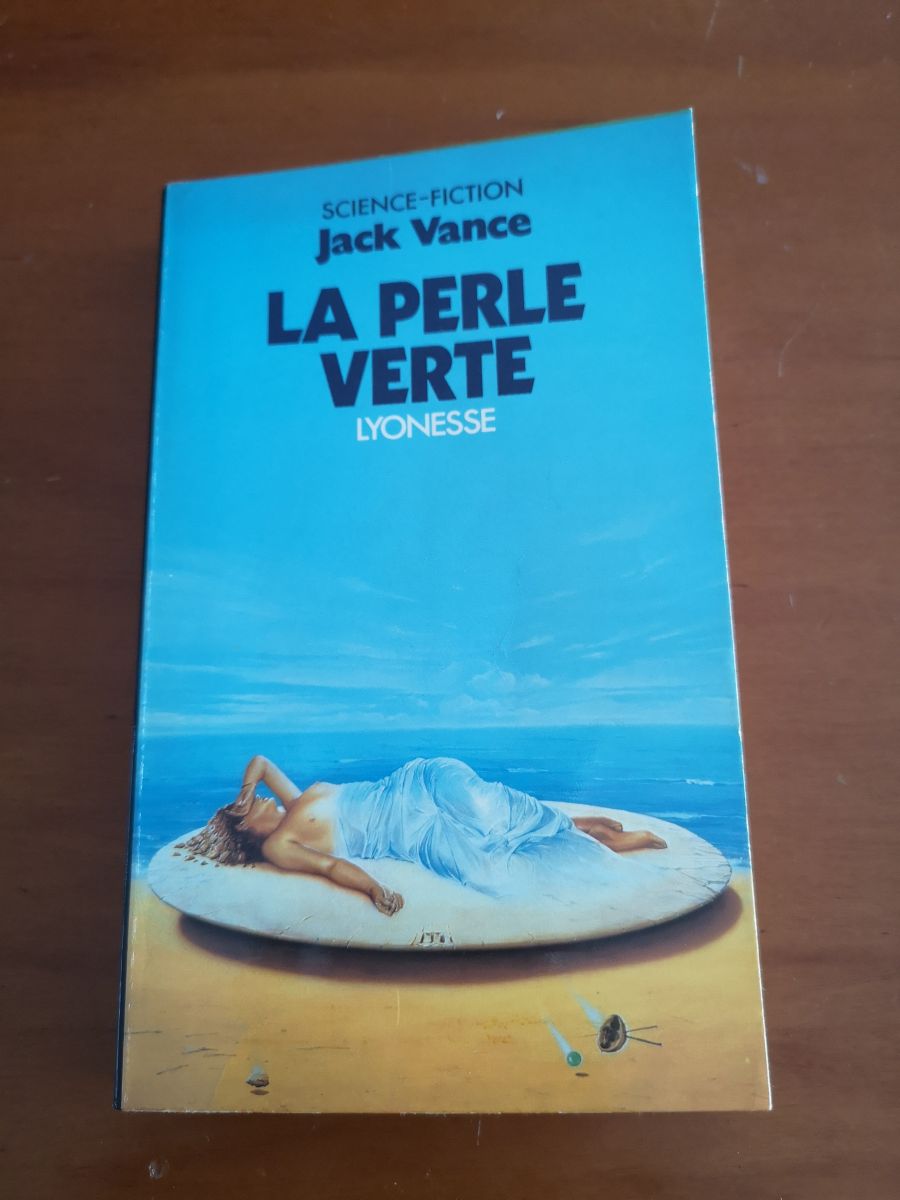 SCIENCE-FICTION
Jack Vance
LA PERLE
VERTE
LYONESSE